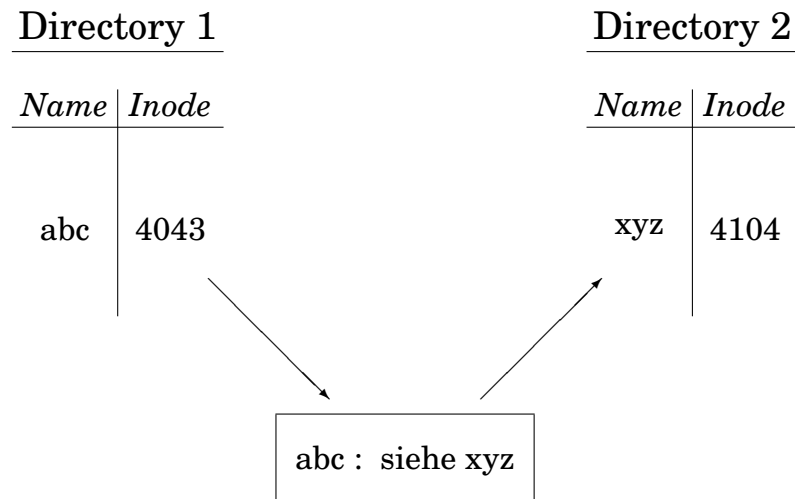 Directory 1
Directory 2
Name Inode
Name Inode
abc 4043
xyz 4104
abc : siehe xyz